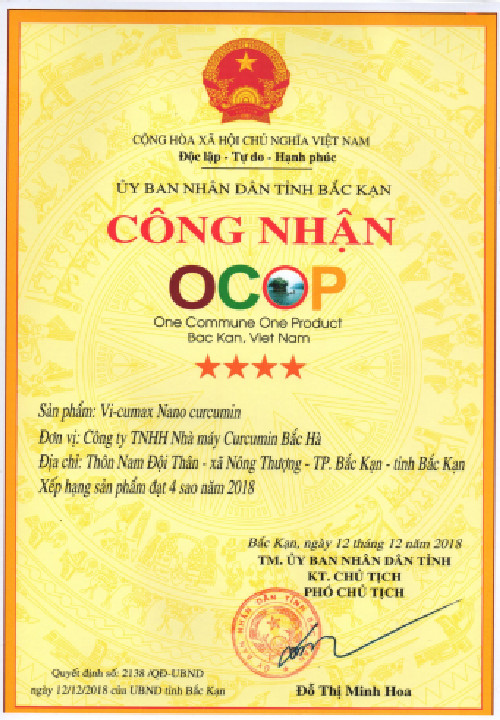 CỘNG HÒA XÃ HỘI CHỦ NGHĨA VIỆT NAM
Độc lập - Tự do - Hạnh phúc
ỦY BAN NHÂN DÂN TỈNH BẮC KẠN
CÔNG NHẬN
OCOP
One Commune One Product
Bac Kan, Viet Nam
Sản phẩm: Vi-cumax Nano curcumin
Đơn vị: Công ty TNHH Nhà máy Curcumin Bắc Hà
Địa chỉ: Thôn Nam Đội Thân - xã Nông Thượng - TP. Bắc Kạn - tỉnh Bắc Kạn
Xếp hạng sản phẩm đạt 4 sao năm 2018
Bắc Kạn, ngày 12 tháng 12 năm 2018
TM. ỦY BAN NHÂN DÂN TỈNH
KT. CHỦ TỊCH
PHÓ CHỦ TỊCH
Quyết định số: 2138 /QĐ-UBND
ngày 12/12/2018 của UBND tỉnh Bắc Kạn
Đỗ Thị Minh Hoa